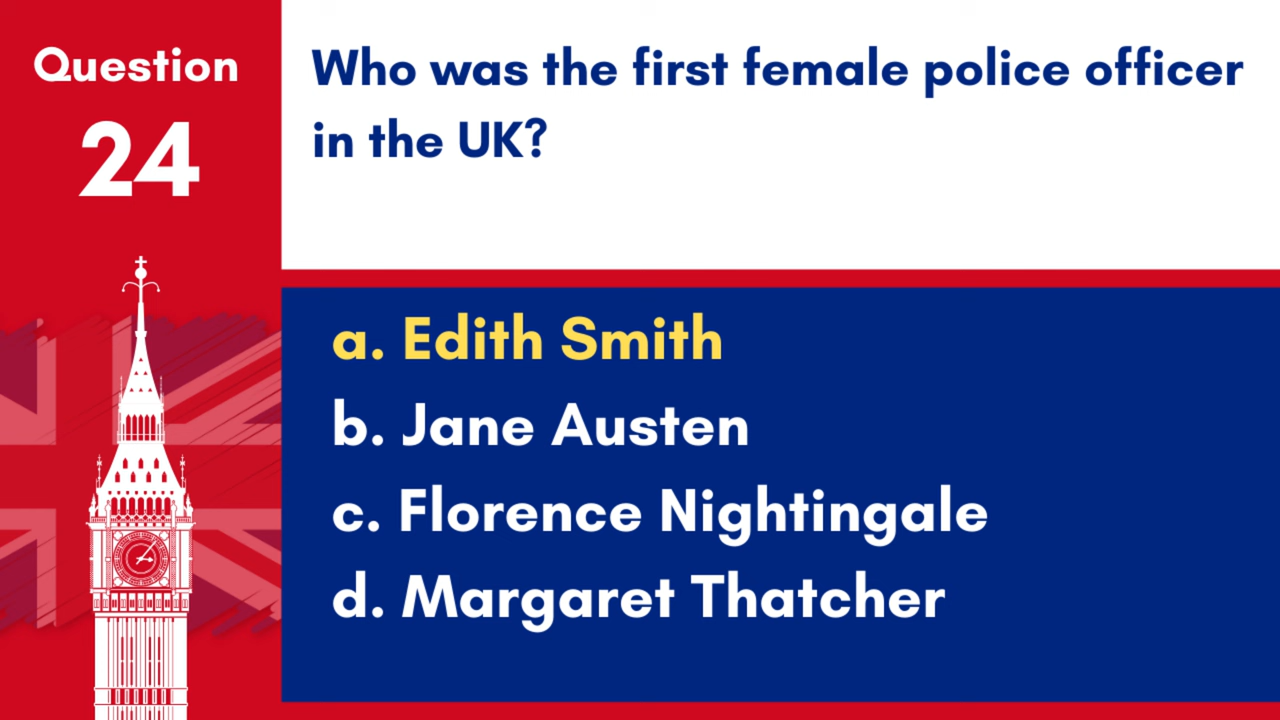 Question
24
Who was the first female police officer
in the UK?
a. Edith Smith
b. Jane Austen
c. Florence Nightingale
d. Margaret Thatcher